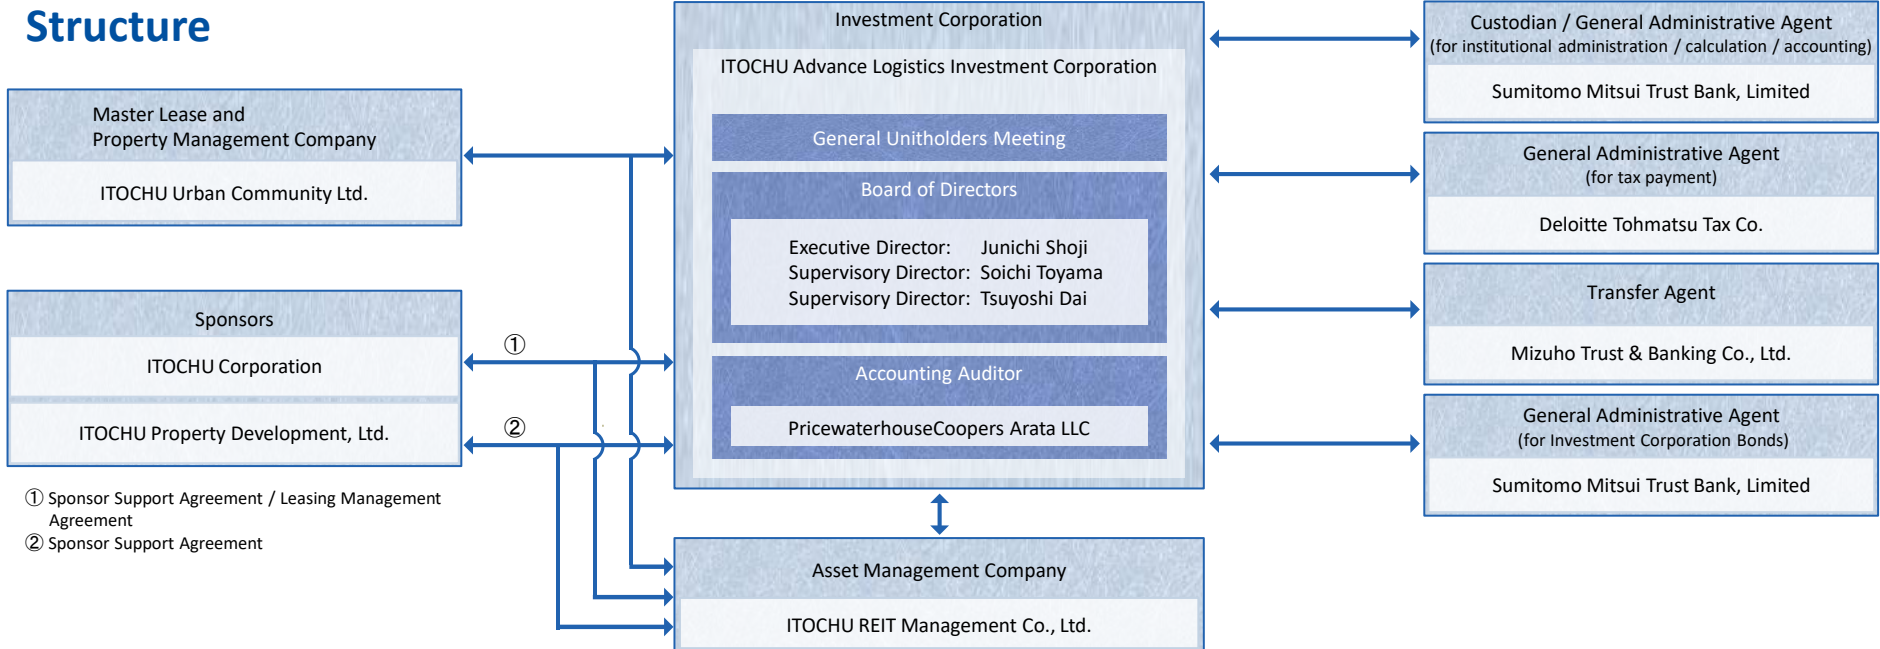 Structure
Master Lease and
Property Management Company
ITOCHU Urban Community Ltd.
Sponsors
ITOCHU Corporation
ITOCHU Property Development, Ltd.
① Sponsor Support Agreement / Leasing Management
Agreement
② Sponsor Support Agreement
①
②
Investment Corporation
ITOCHU Advance Logistics Investment Corporation
General Unitholders Meeting
Board of Directors
Executive Director: Junichi Shoji
Supervisory Director: Soichi Toyama
Supervisory Director: Tsuyoshi Dai
Accounting Auditor
PricewaterhouseCoopers Arata LLC
Asset Management Company
ITOCHU REIT Management Co., Ltd.
Custodian / General Administrative Agent
(for institutional administration / calculation / accounting)
Sumitomo Mitsui Trust Bank, Limited
General Administrative Agent
(for tax payment)
Deloitte Tohmatsu Tax Co.
Transfer Agent
Mizuho Trust & Banking Co., Ltd.
General Administrative Agent
(for Investment Corporation Bonds)
Sumitomo Mitsui Trust Bank, Limited